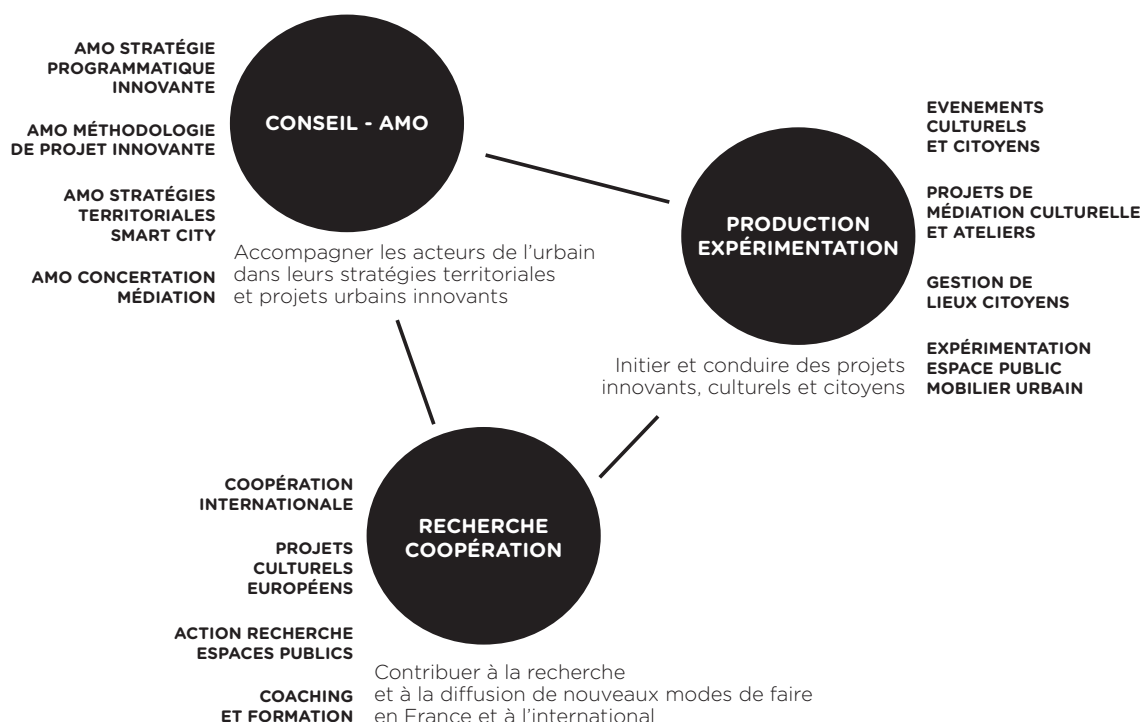 AMO STRATÉGIE
PROGRAMMATIQUE
INNOVANTE
AMO MÉTHODOLOGIE
DE PROJET INNOVANTE
AMO STRATÉGIES
TERRITORIALES
SMART CITY
AMO CONCERTATION
MÉDIATION
CONSEIL - AMO
Accompagner les acteurs de l'urbain
dans leurs stratégies territoriales
et projets urbains innovants
PRODUCTION
EXPÉRIMENTATION
EVENEMENTS
CULTURELS
ET CITOYENS
PROJETS DE
MÉDIATION CULTURELLE
ET ATELIERS
GESTION DE
LIEUX CITOYENS
EXPÉRIMENTATION
ESPACE PUBLIC
MOBILIER URBAIN
Initier et conduire des projets
innovants, culturels et citoyens
COOPÉRATION
INTERNATIONALE
PROJETS
CULTURELS
EUROPÉENS
ACTION RECHERCHE
ESPACES PUBLICS
COACHING
ET FORMATION
RECHERCHE
COOPÉRATION
Contribuer à la recherche
et à la diffusion de nouveaux modes de faire
en France et à l'international